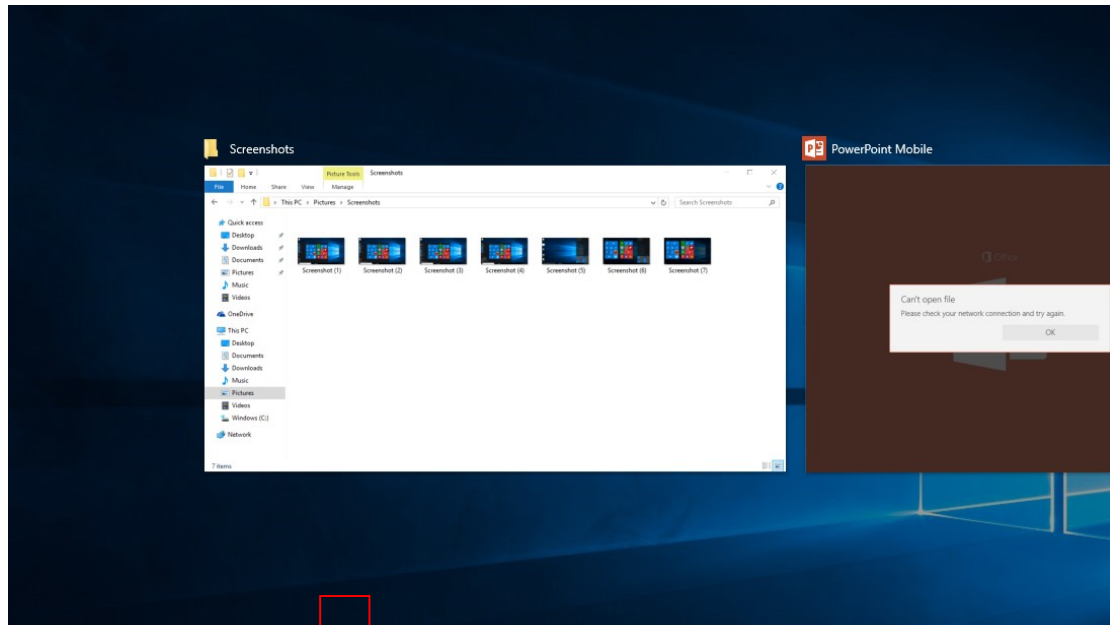 Screenshots
PowerPoint Mobile
Picture Tools Screenshots
File Home Share View Manage
This PC Pictures Screenshots Search Screenshots
Quick access
Desktop
Downloads
Documents
Pictures
Music
Videos
OneDrive
This PC
Desktop
Documents
Downloads
Music
Pictures
Videos
Windows (C:)
Network
Screenshot (1) Screenshot (2) Screenshot (3) Screenshot (4) Screenshot (5) Screenshot (6) Screenshot (7)
7 items
Office
Can't open file
Please check your network connection and try again.
OK